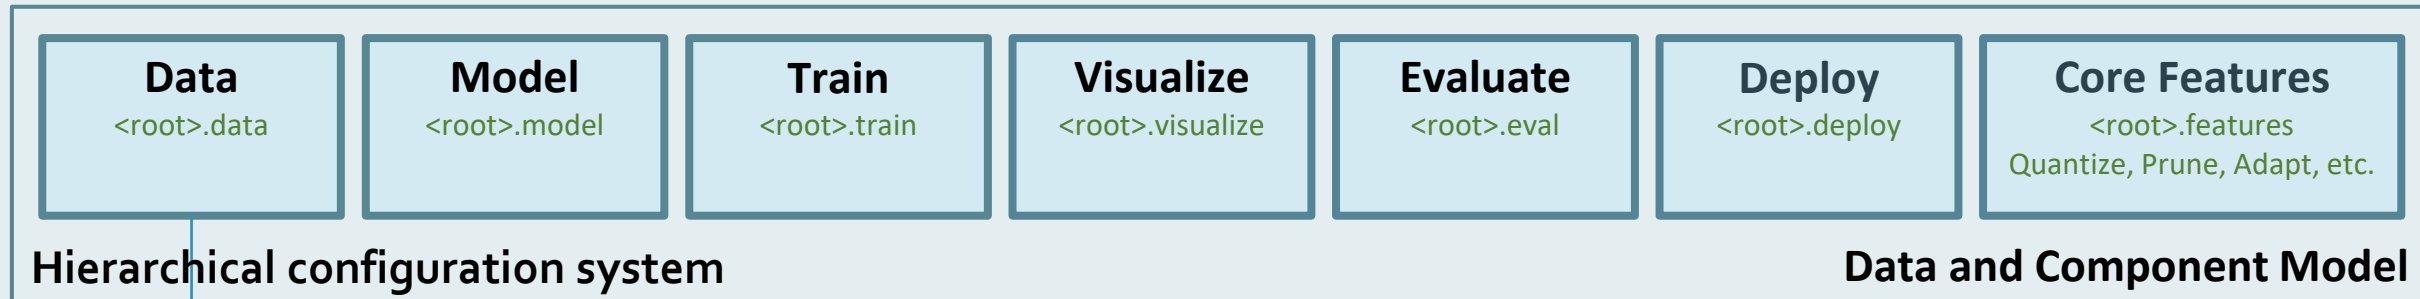 Data
<root>.data
Model
<root>.model
Train
<root>.train
Visualize
<root>.visualize
Evaluate
<root>.eval
Deploy
<root>.deploy
Core Features
<root>.features
Quantize, Prune, Adapt, etc.
Hierarchical configuration system
Data and Component Model